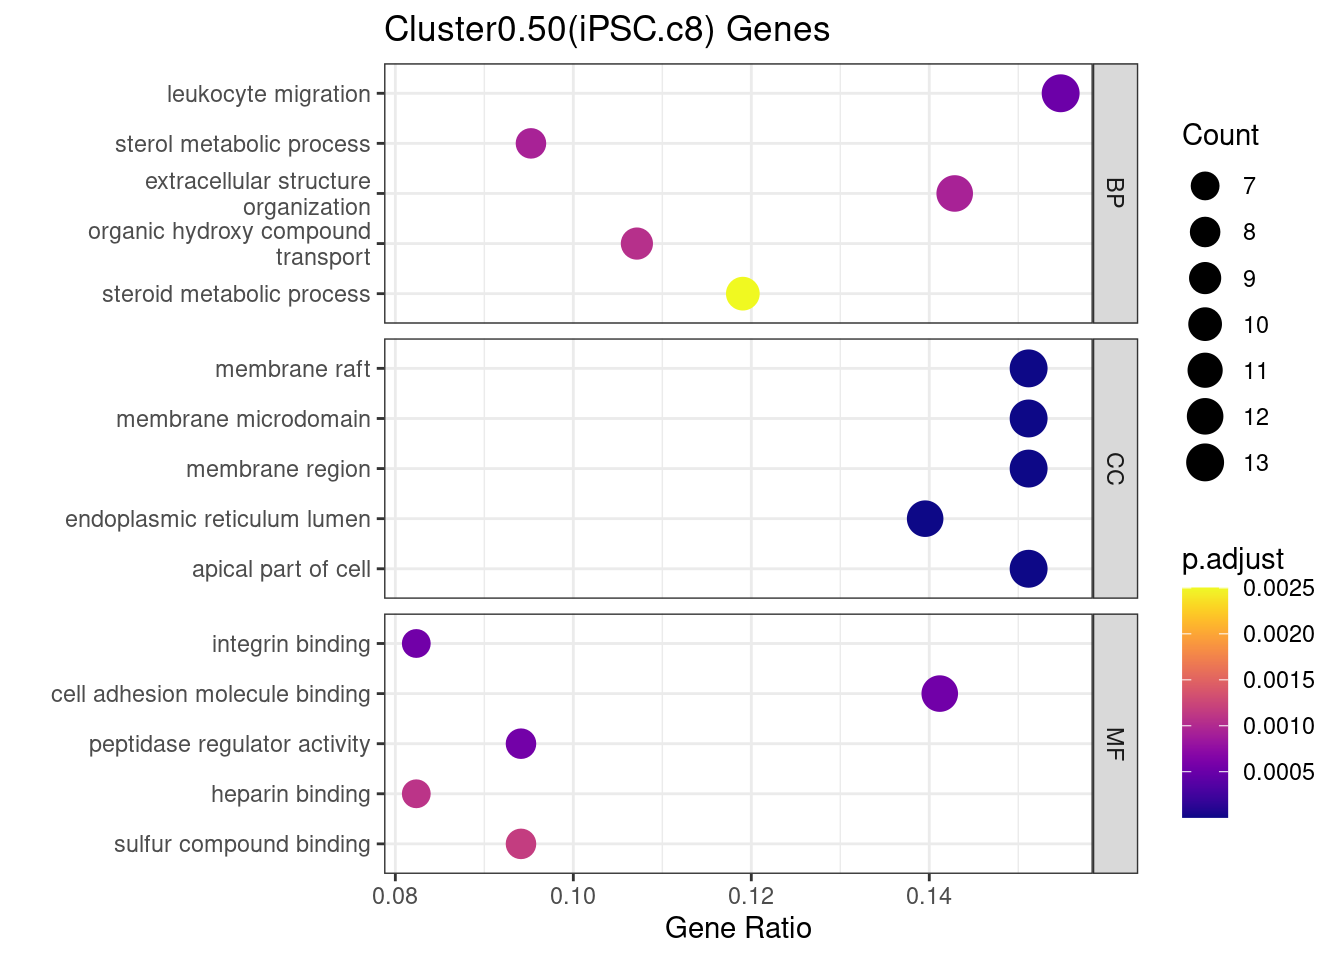 Cluster0.50(iPSC.c8) Genes
leukocyte migration
sterol metabolic process
extracellular structure
organization
organic hydroxy compound
transport
steroid metabolic process
BP
membrane raft
membrane microdomain
membrane region
endoplasmic reticulum lumen
apical part of cell
CC
integrin binding
cell adhesion molecule binding
peptidase regulator activity
heparin binding
sulfur compound binding
MF
0.08 0.10 0.12 0.14
Gene Ratio
Count
7
8
9
10
11
12
13
p.adjust
0.0025
0.0020
0.0015
0.0010
0.0005